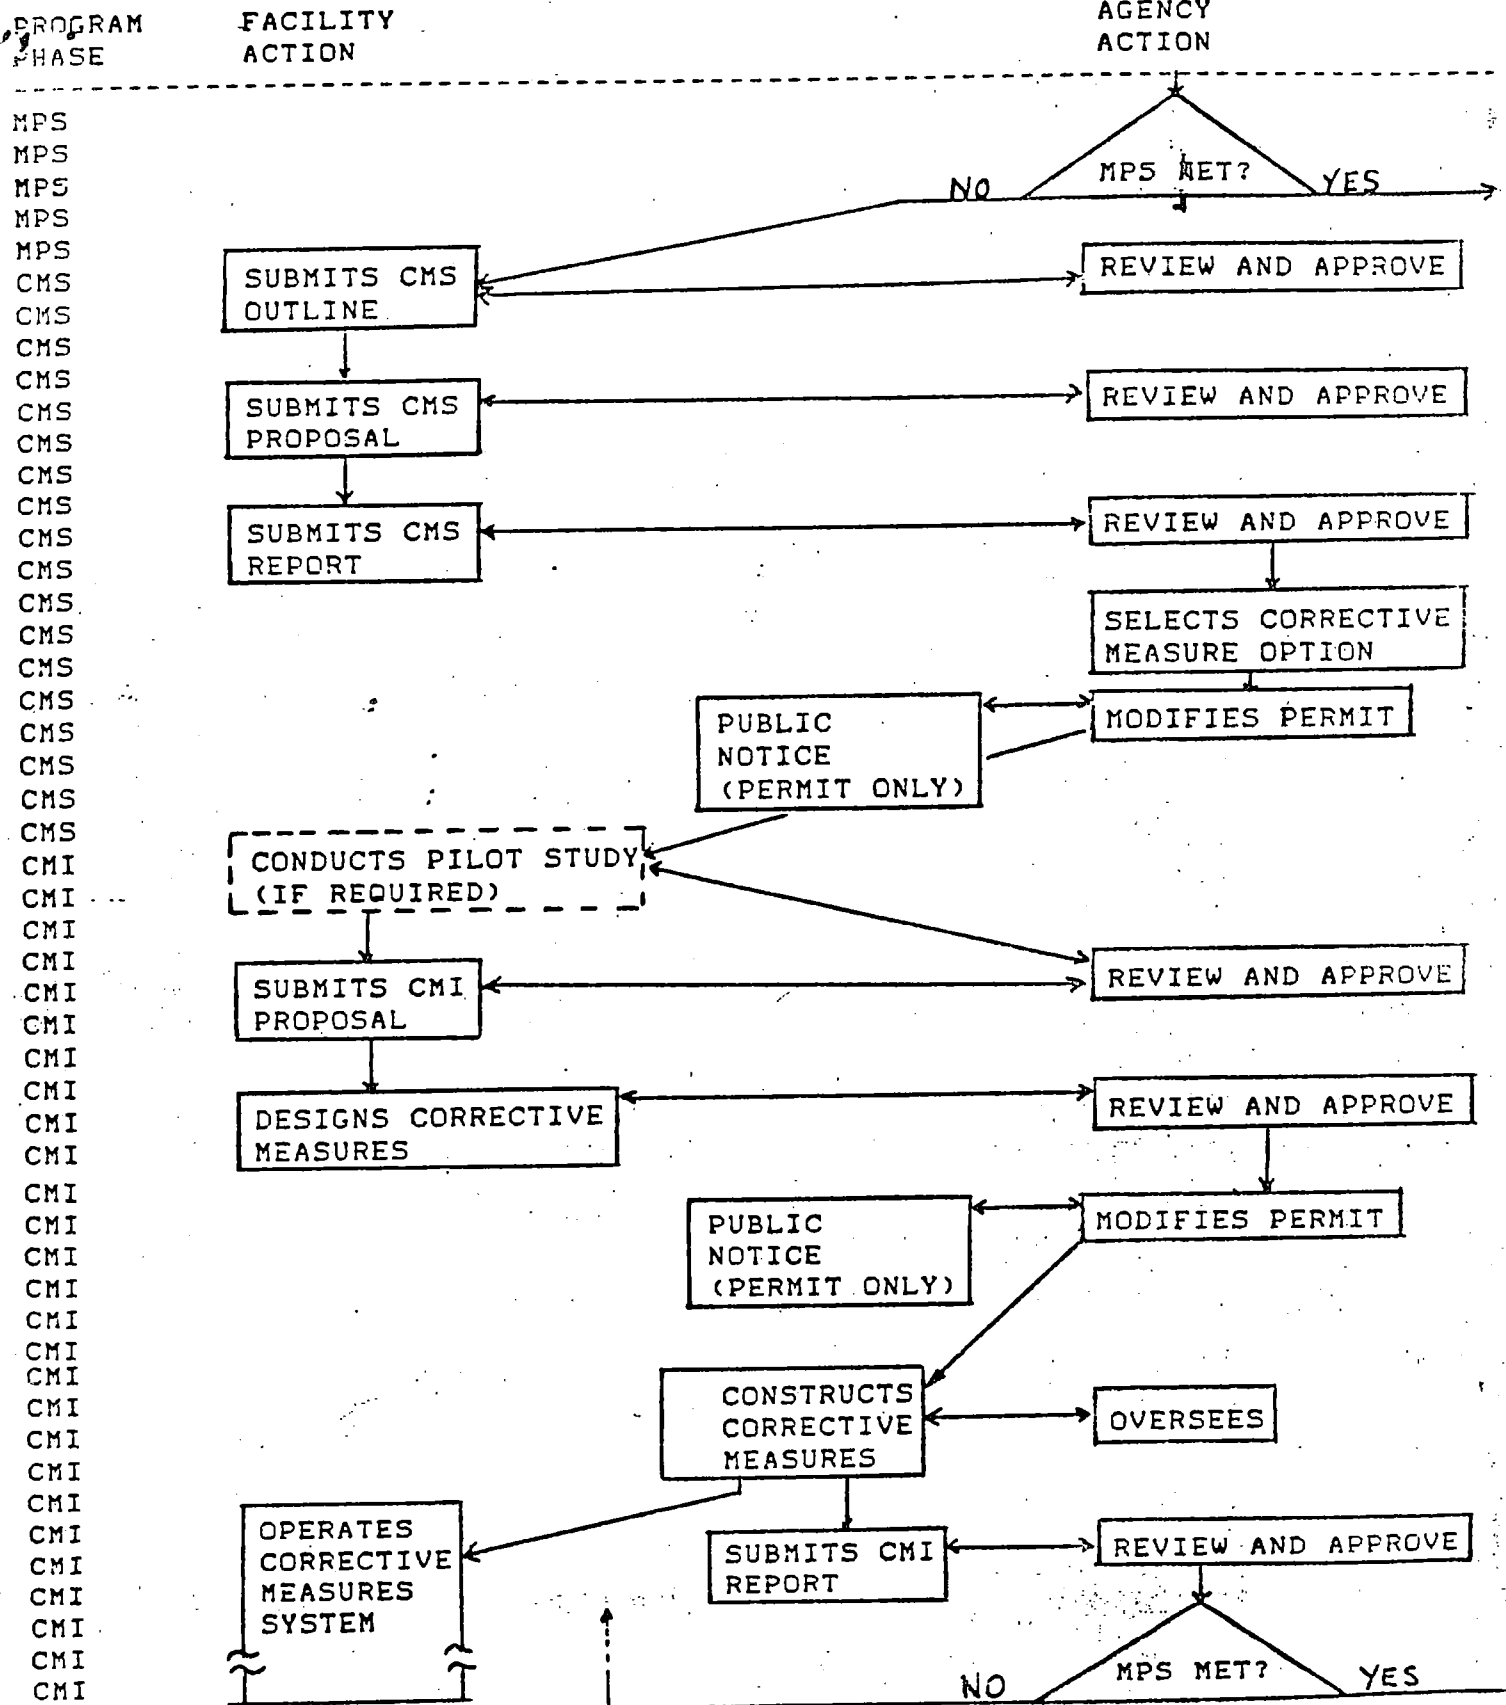 PROGRAM FACILITY AGENCY
PHASE ACTION ACTION
MPS
MPS
MPS NO MPS MET? YES
MPS
MPS
CMS SUBMITS CMS REVIEW AND APPROVE
CMS OUTLINE
CMS
CMS
CMS SUBMITS CMS REVIEW AND APPROVE
CMS PROPOSAL
CMS
CMS
CMS SUBMITS CMS REVIEW AND APPROVE
CMS REPORT
CMS
CMS SELECTS CORRECTIVE
CMS MEASURE OPTION
CMS
CMS PUBLIC MODIFIES PERMIT
CMS NOTICE
CMS (PERMIT ONLY)
CMS
CMI CONDUCTS PILOT STUDY
CMI (IF REQUIRED)
CMI
CMI
CMI SUBMITS CMI REVIEW AND APPROVE
CMI PROPOSAL
CMI
CMI
CMI DESIGNS CORRECTIVE REVIEW AND APPROVE
CMI MEASURES
CMI
CMI PUBLIC MODIFIES PERMIT
CMI NOTICE
CMI (PERMIT ONLY)
CMI
CMI
CMI CONSTRUCTS
CMI CORRECTIVE OVERSEES
CMI MEASURES
CMI
CMI
CMI OPERATES
CMI CORRECTIVE SUBMITS CMI REVIEW AND APPROVE
CMI MEASURES REPORT
CMI SYSTEM
CMI
CMI NO MPS MET? YES